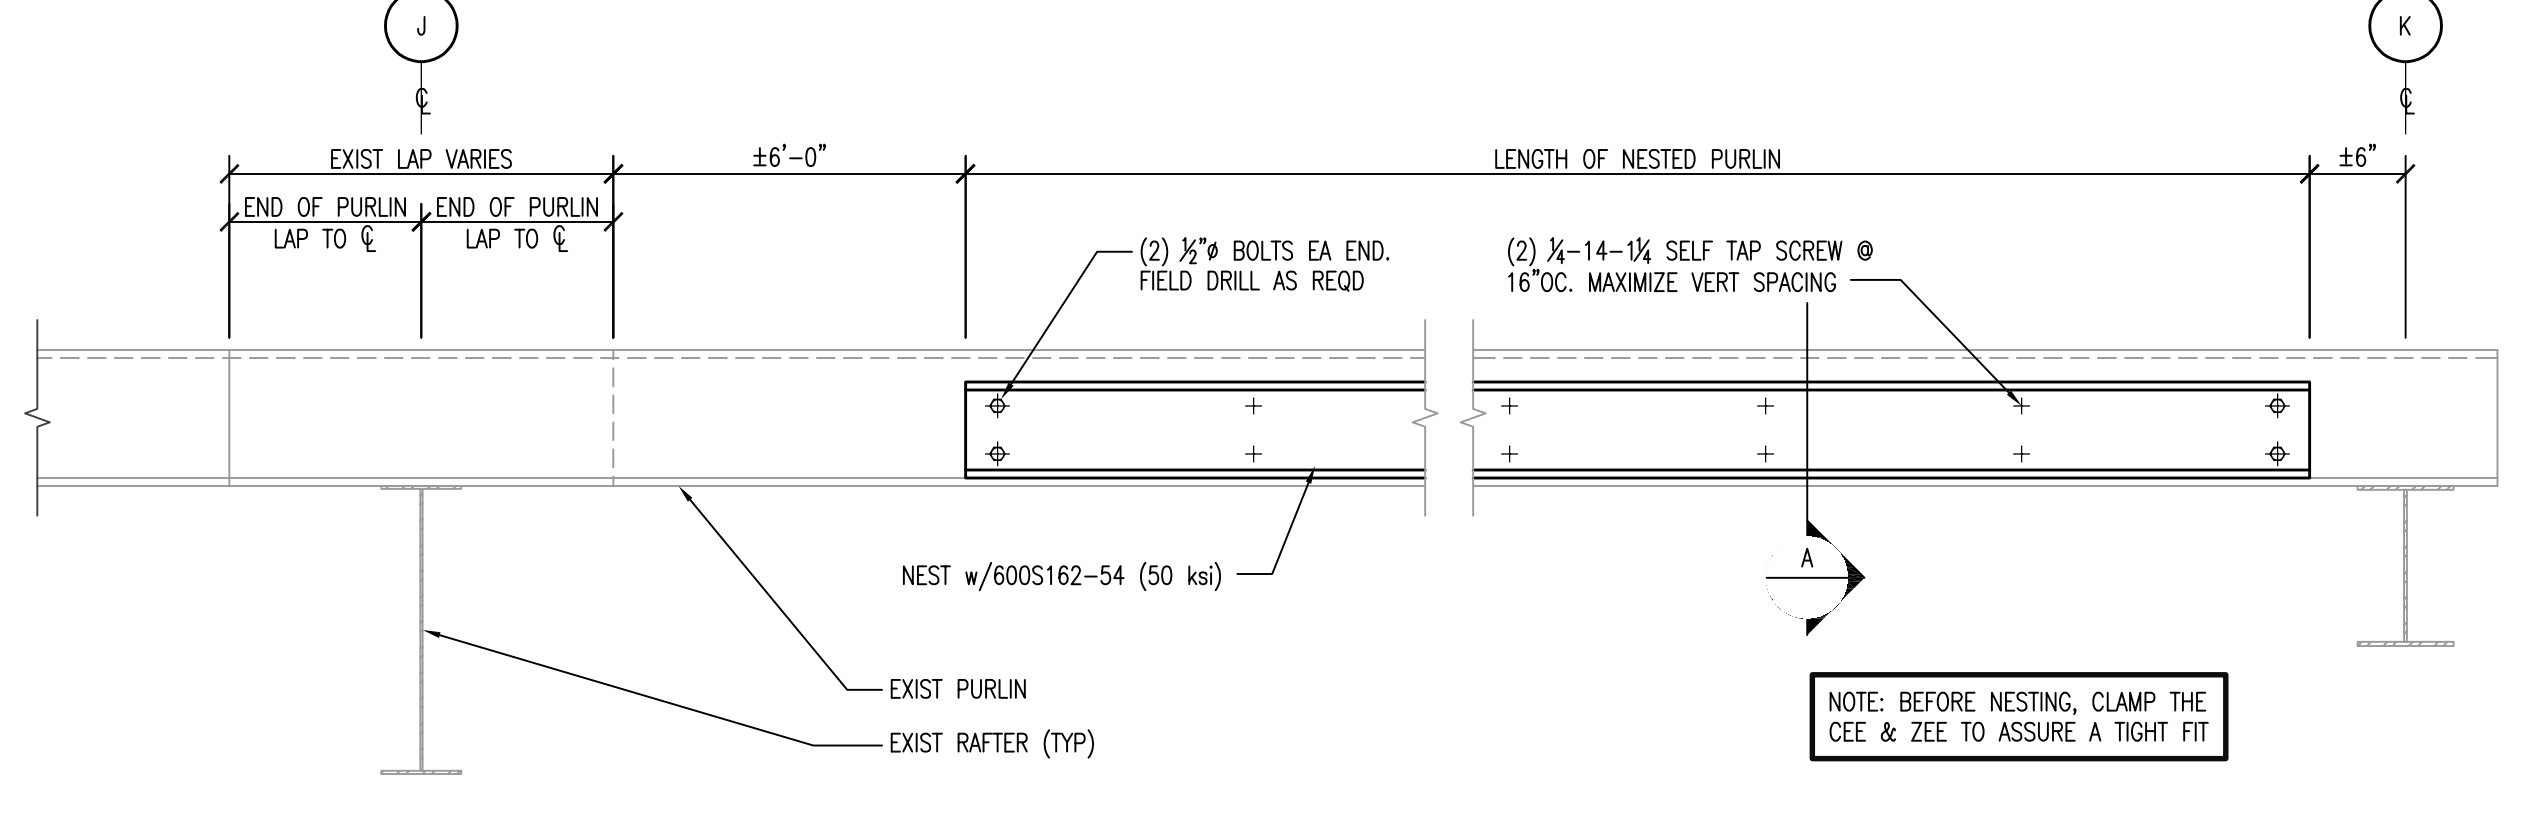 J
K
℄
℄
EXIST LAP VARIES
±6'-0"
LENGTH OF NESTED PURLIN
±6"
END OF PURLIN
LAP TO ℄
END OF PURLIN
LAP TO ℄
(2) ½"ø BOLTS EA END.
FIELD DRILL AS REQD
(2) ¼-14-1¼ SELF TAP SCREW @
16"OC. MAXIMIZE VERT SPACING
NEST w/600S162-54 (50 ksi)
A
EXIST PURLIN
EXIST RAFTER (TYP)
NOTE: BEFORE NESTING, CLAMP THE
CEE & ZEE TO ASSURE A TIGHT FIT